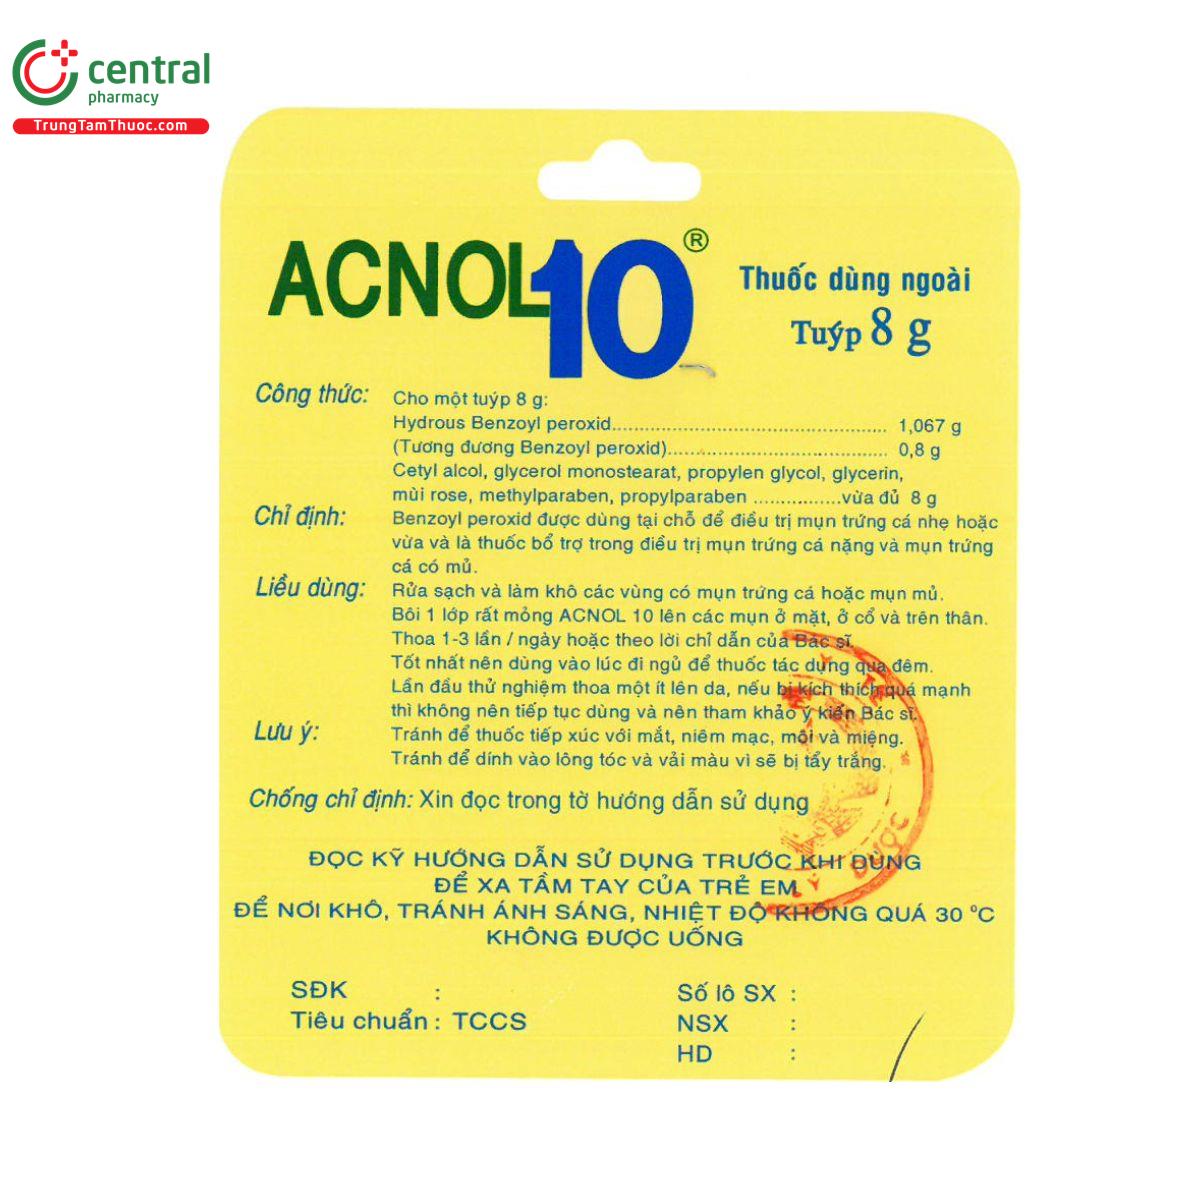 central
pharmacy
TrungTamThuoc.com
ACNOL10®
Thuốc dùng ngoài
Tuýp 8 g
Công thức: Cho một tuýp 8 g:
Hydrous Benzoyl peroxid................................................ 1,067 g
(Tương đương Benzoyl peroxid)...................................... 0,8 g
Cetyl alcol, glycerol monostearat, propylen glycol, glycerin,
mùi rose, methylparaben, propylparaben ................vừa đủ 8 g
Chỉ định: Benzoyl peroxid được dùng tại chỗ để điều trị mụn trứng cá nhẹ hoặc
vừa và là thuốc bổ trợ trong điều trị mụn trứng cá nặng và mụn trứng
cá có mủ.
Liều dùng: Rửa sạch và làm khô các vùng có mụn trứng cá hoặc mụn mủ.
Bôi 1 lớp rất mỏng ACNOL 10 lên các mụn ở mặt, ở cổ và trên thân.
Thoa 1-3 lần / ngày hoặc theo lời chỉ dẫn của Bác sĩ.
Tốt nhất nên dùng vào lúc đi ngủ để thuốc tác dụng qua đêm.
Lần đầu thử nghiệm thoa một ít lên da, nếu bị kích thích quá mạnh
thì không nên tiếp tục dùng và nên tham khảo ý kiến Bác sĩ.
Lưu ý: Tránh để thuốc tiếp xúc với mắt, niêm mạc, môi và miệng.
Tránh để dính vào lông tóc và vải màu vì sẽ bị tẩy trắng.
Chống chỉ định: Xin đọc trong tờ hướng dẫn sử dụng
ĐỌC KỸ HƯỚNG DẪN SỬ DỤNG TRƯỚC KHI DÙNG
ĐỂ XA TẦM TAY CỦA TRẺ EM
ĐỂ NƠI KHÔ, TRÁNH ÁNH SÁNG, NHIỆT ĐỘ KHÔNG QUÁ 30 °C
KHÔNG ĐƯỢC UỐNG
SĐK :
Tiêu chuẩn : TCCS
Số lô SX :
NSX :
HD :